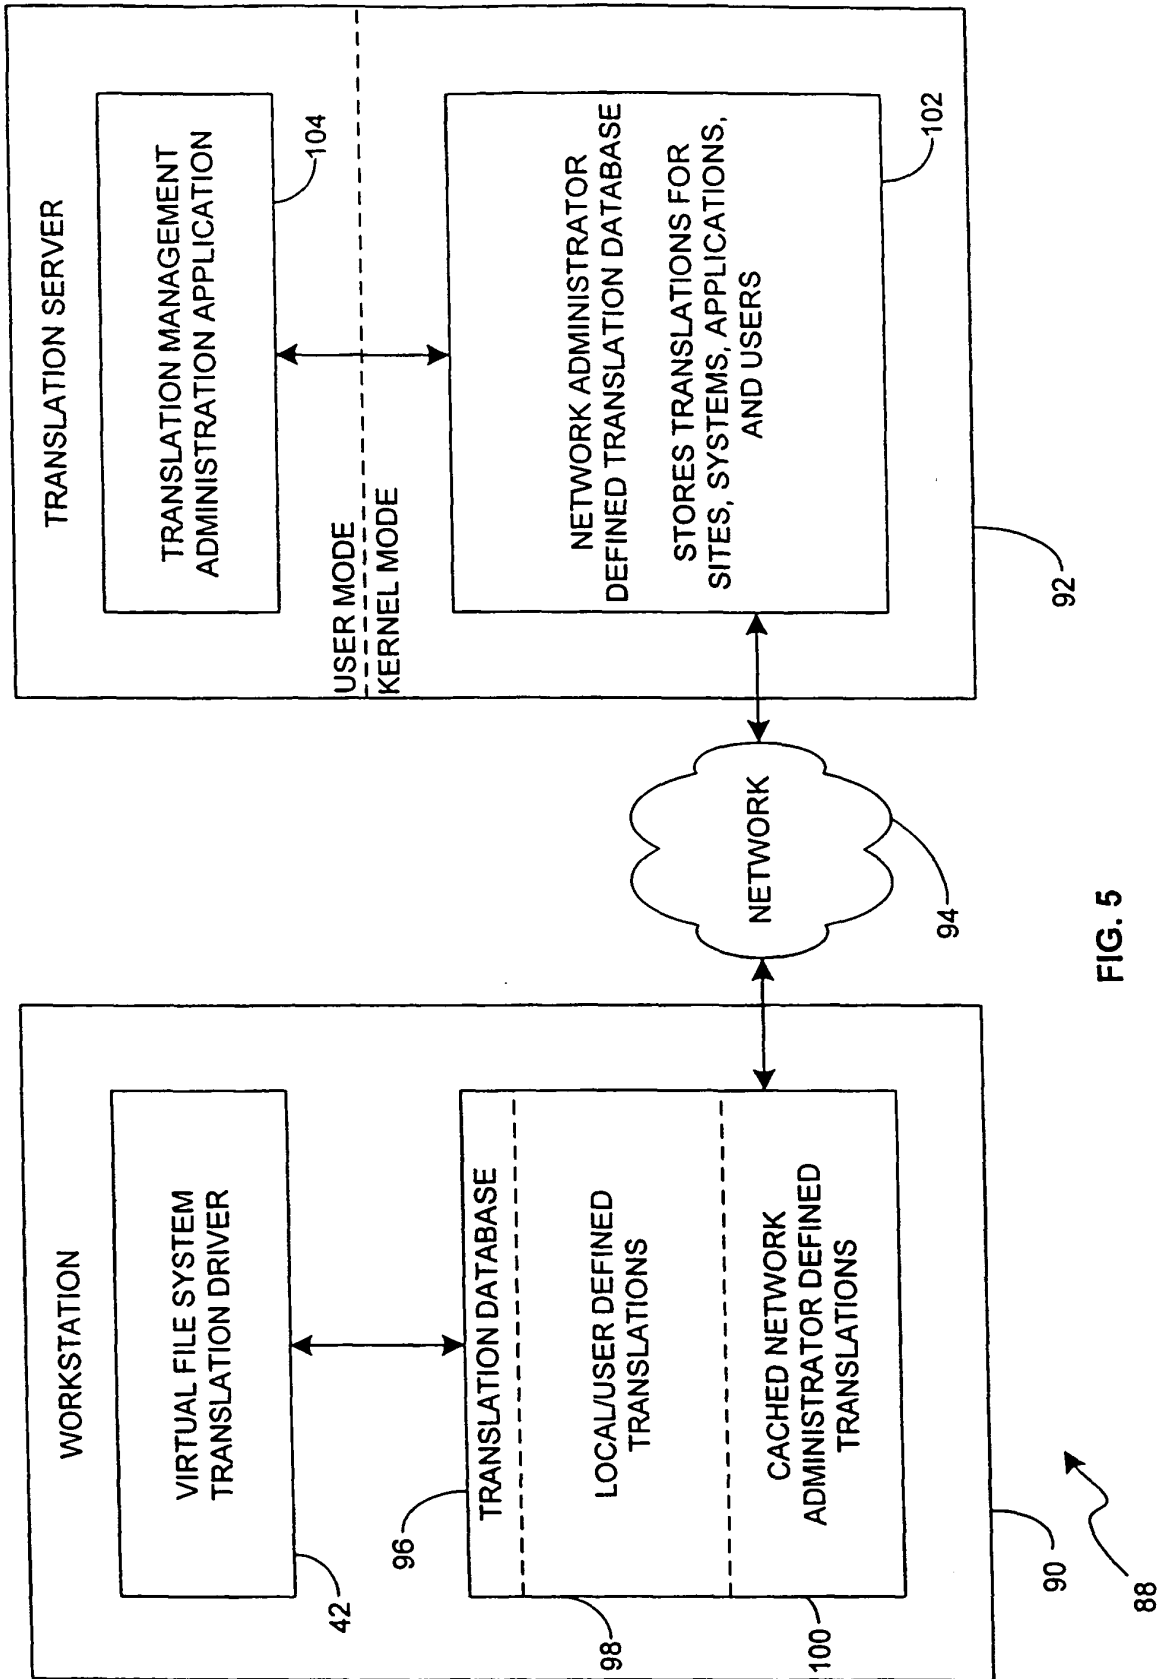 WORKSTATION
VIRTUAL FILE SYSTEM
TRANSLATION DRIVER
42
96
TRANSLATION DATABASE
98
LOCAL/USER DEFINED
TRANSLATIONS
100
CACHED NETWORK
ADMINISTRATOR DEFINED
TRANSLATIONS
90
88
NETWORK
94
TRANSLATION SERVER
TRANSLATION MANAGEMENT
ADMINISTRATION APPLICATION
104
USER MODE
KERNEL MODE
NETWORK ADMINISTRATOR
DEFINED TRANSLATION DATABASE
STORES TRANSLATIONS FOR
SITES, SYSTEMS, APPLICATIONS,
AND USERS
102
92
FIG. 5